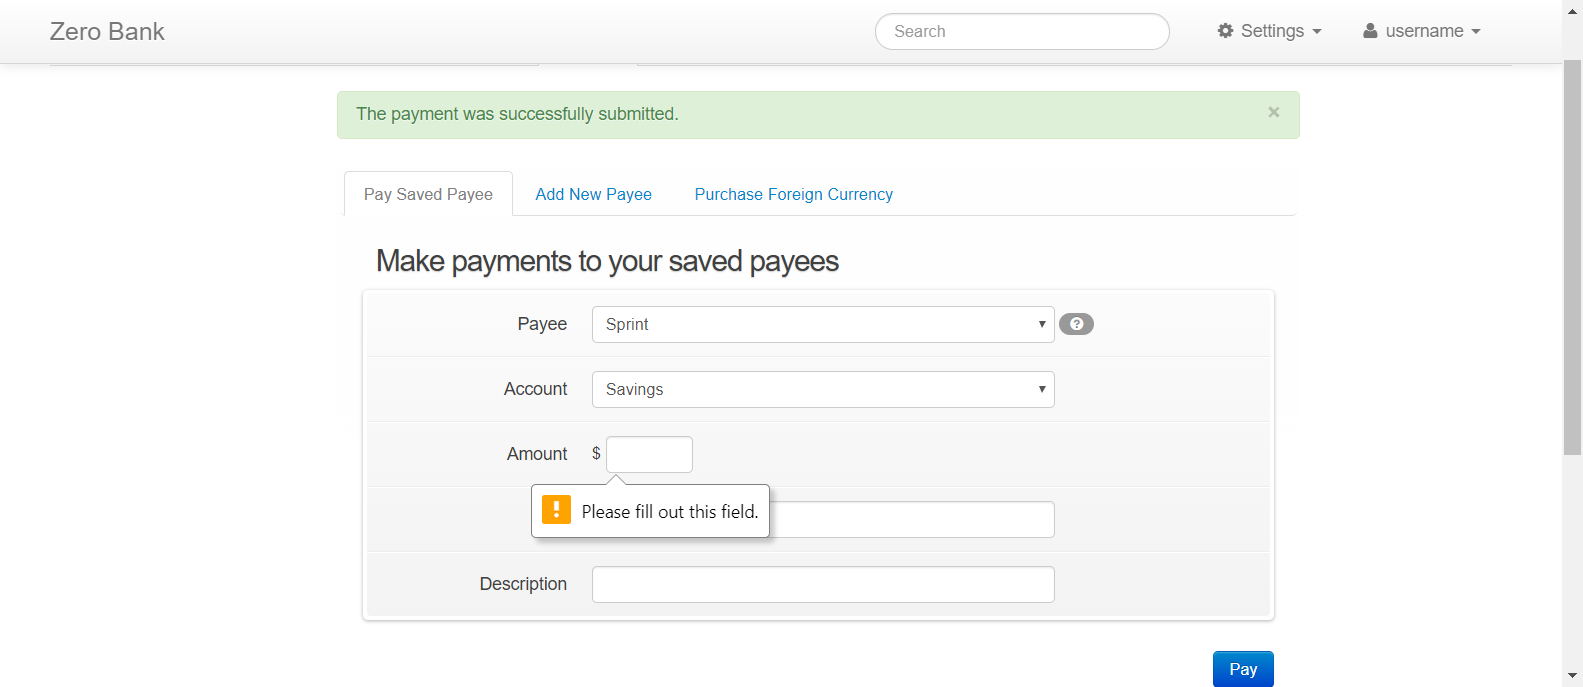 Zero Bank
Search
Settings
username
The payment was successfully submitted.
×
Pay Saved Payee
Add New Payee
Purchase Foreign Currency
Make payments to your saved payees
Payee
Sprint
?
Account
Savings
Amount
$
!
Please fill out this field.
Description
Pay